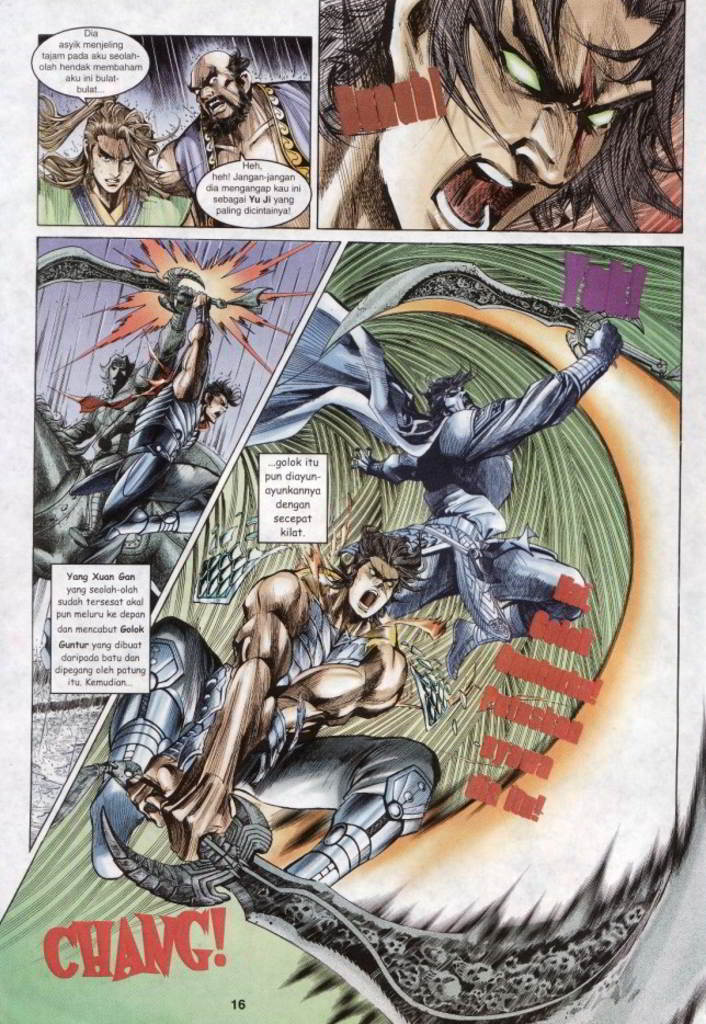 Dia
asyik menjeling
tajam pada aku seolah-
olah hendak membaham
aku ini bulat-
bulat...
Heh,
heh! Jangan-jangan
dia mengangap kau ini
sebagai Yu Ji yang
paling dicintainya!
...golok itu
pun diayun-
ayunkannya
dengan
secepat
kilat.
Yang Xuan Gan
yang seolah-olah
sudah tersesat akal
pun meluru ke depan
dan mencabut Golok
Guntur yang dibuat
daripada batu dan
dipegang oleh patung
itu. Kemudian...
CHANG!
16